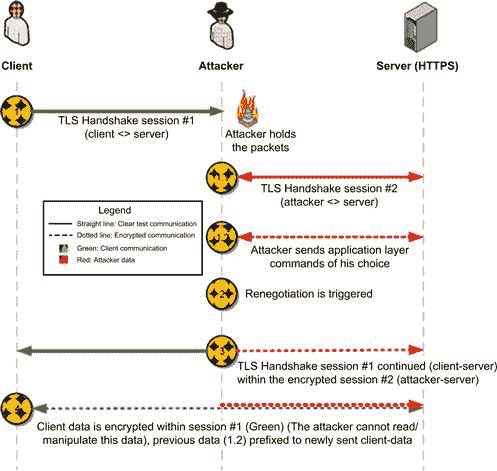 Client
Attacker
Server (HTTPS)
TLS Handshake session #1
(client <> server)
Attacker holds
the packets
TLS Handshake session #2
(attacker <> server)
Legend
Straight line: Clear test communication
Dotted line: Encrypted communication
Green: Client communication
Red: Attacker data
Attacker sends application layer
commands of his choice
2
Renegotiation is triggered
3
TLS Handshake session #1 continued (client-server)
within the encrypted session #2 (attacker-server)
Client data is encrypted within session #1 (Green) (The attacker cannot read/
manipulate this data), previous data (1.2) prefixed to newly sent client-data